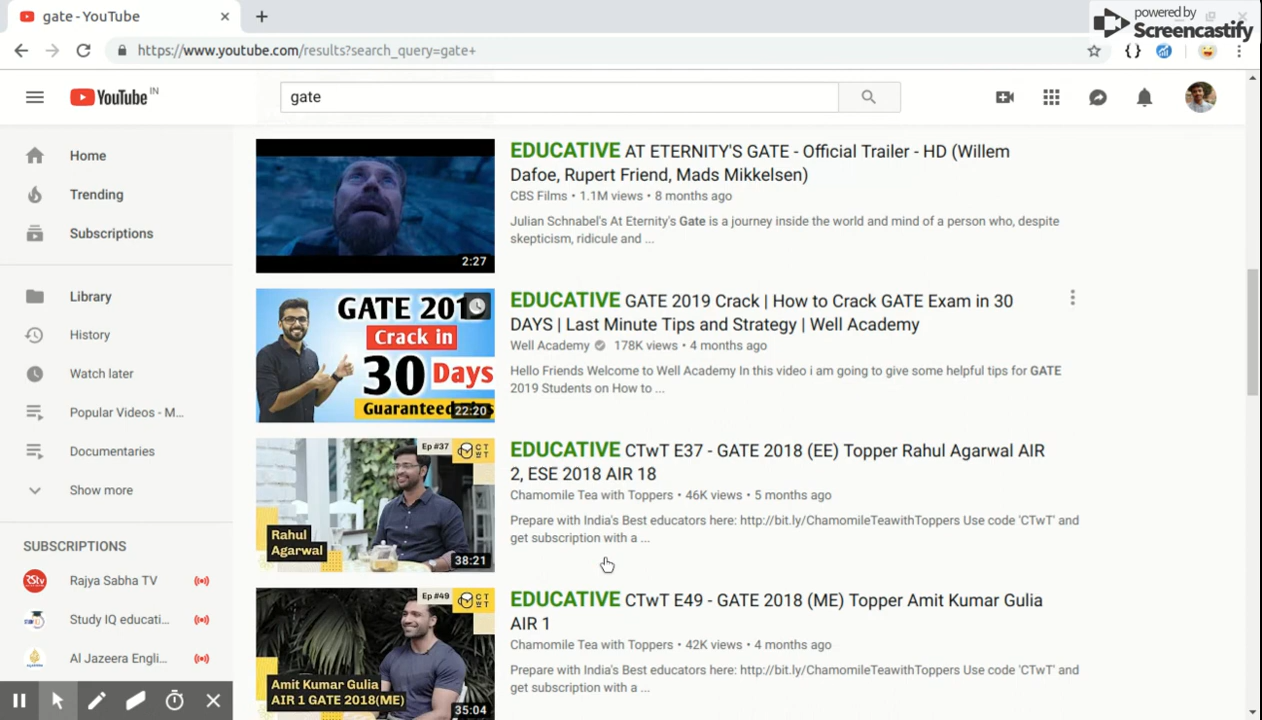 gate - YouTube
powered by
Screencastify
https://www.youtube.com/results?search_query=gate+
YouTube IN
gate
Home
Trending
Subscriptions
Library
History
Watch later
Popular Videos - M...
Documentaries
Show more
SUBSCRIPTIONS
Rajya Sabha TV
Study IQ educati...
Al Jazeera Engli...
2:27
EDUCATIVE AT ETERNITY'S GATE - Official Trailer - HD (Willem
Dafoe, Rupert Friend, Mads Mikkelsen)
CBS Films • 1.1M views • 8 months ago
Julian Schnabel's At Eternity's Gate is a journey inside the world and mind of a person who, despite
skepticism, ridicule and ...
GATE 201
Crack in
30 Days
Guaranteed
22:20
EDUCATIVE GATE 2019 Crack | How to Crack GATE Exam in 30
DAYS | Last Minute Tips and Strategy | Well Academy
Well Academy 178K views • 4 months ago
Hello Friends Welcome to Well Academy In this video i am going to give some helpful tips for GATE
2019 Students on How to ...
Ep #37
CTWT
Rahul
Agarwal
38:21
EDUCATIVE CTwT E37 - GATE 2018 (EE) Topper Rahul Agarwal AIR
2, ESE 2018 AIR 18
Chamomile Tea with Toppers • 46K views • 5 months ago
Prepare with India's Best educators here: http://bit.ly/ChamomileTeawithToppers Use code 'CTwT' and
get subscription with a ...
Ep #49
CTWT
Amit Kumar Gulia
AIR 1 GATE 2018(ME)
35:04
EDUCATIVE CTwT E49 - GATE 2018 (ME) Topper Amit Kumar Gulia
AIR 1
Chamomile Tea with Toppers • 42K views • 4 months ago
Prepare with India's Best educators here: http://bit.ly/ChamomileTeawithToppers Use code 'CTwT' and
get subscription with a ...